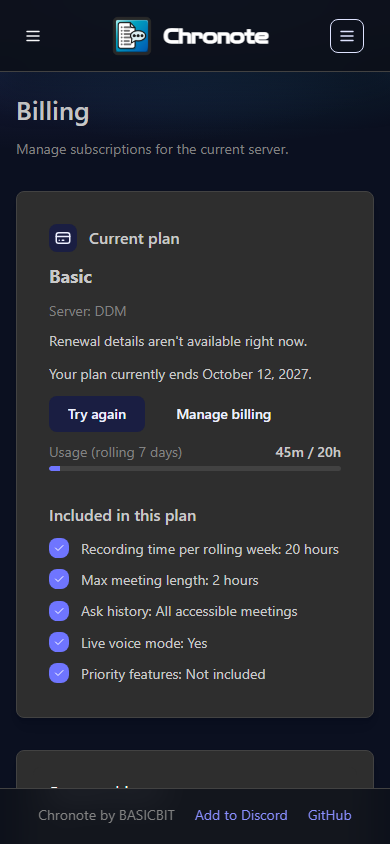 Chronote
Billing
Manage subscriptions for the current server.
Current plan
Basic
Server: DDM
Renewal details aren't available right now.
Your plan currently ends October 12, 2027.
Try again Manage billing
Usage (rolling 7 days) 45m / 20h
Included in this plan
Recording time per rolling week: 20 hours
Max meeting length: 2 hours
Ask history: All accessible meetings
Live voice mode: Yes
Priority features: Not included
Chronote by BASICBIT Add to Discord GitHub